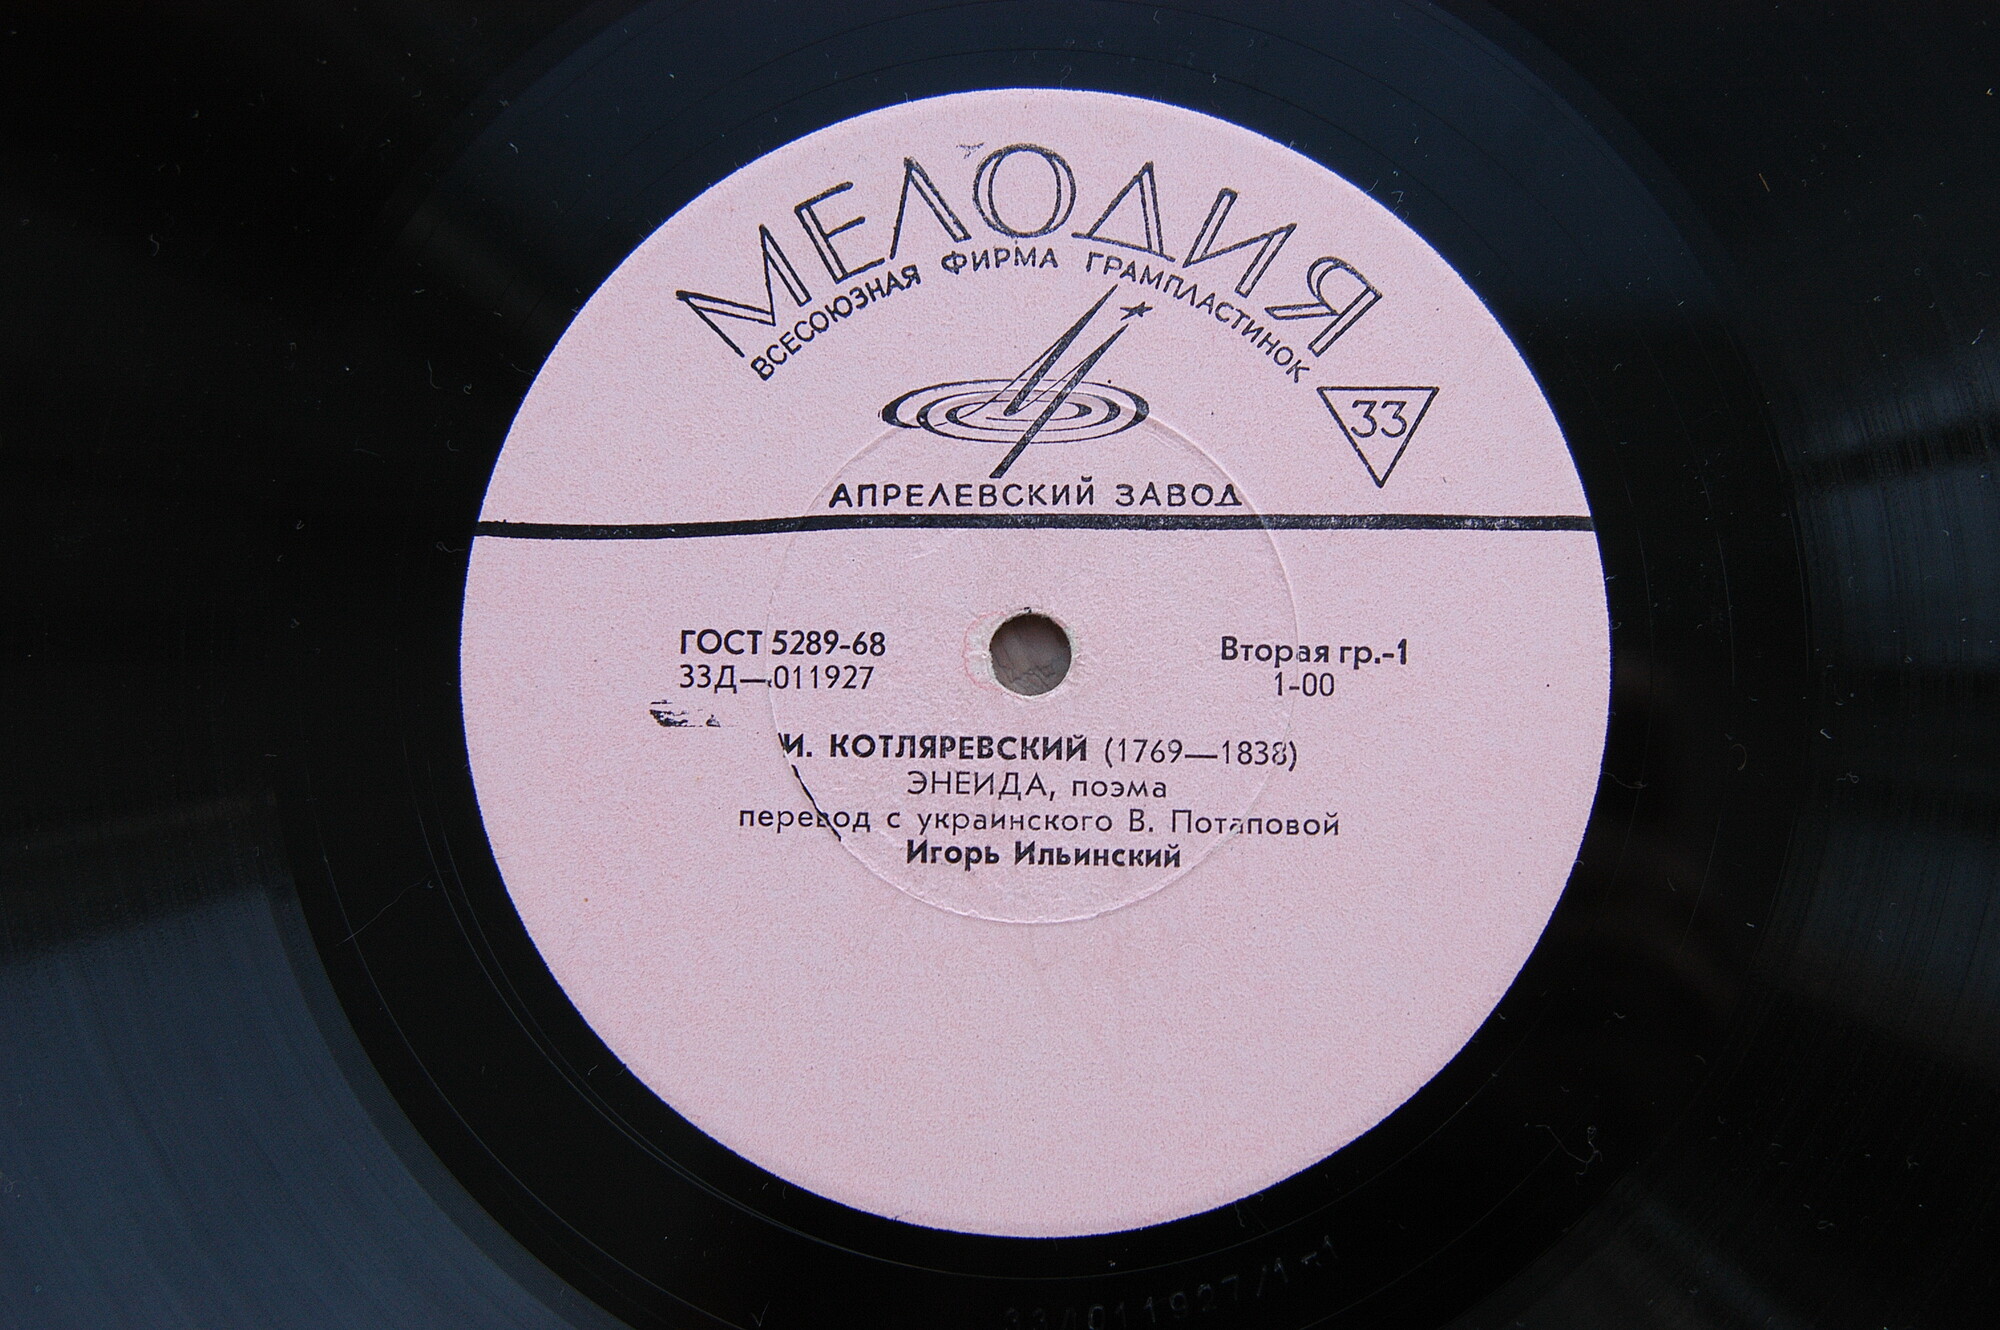 МЕЛОДИЯ
ВСЕСОЮЗНАЯ ФИРМА ГРАМПЛАСТИНОК
33
АПРЕЛЕВСКИЙ ЗАВОД
ГОСТ 5289-68
33Д—011927
Вторая гр.-1
1-00
И. КОТЛЯРЕВСКИЙ (1769—1838)
ЭНЕИДА, поэма
перевод с украинского В. Потаповой
Игорь Ильинский